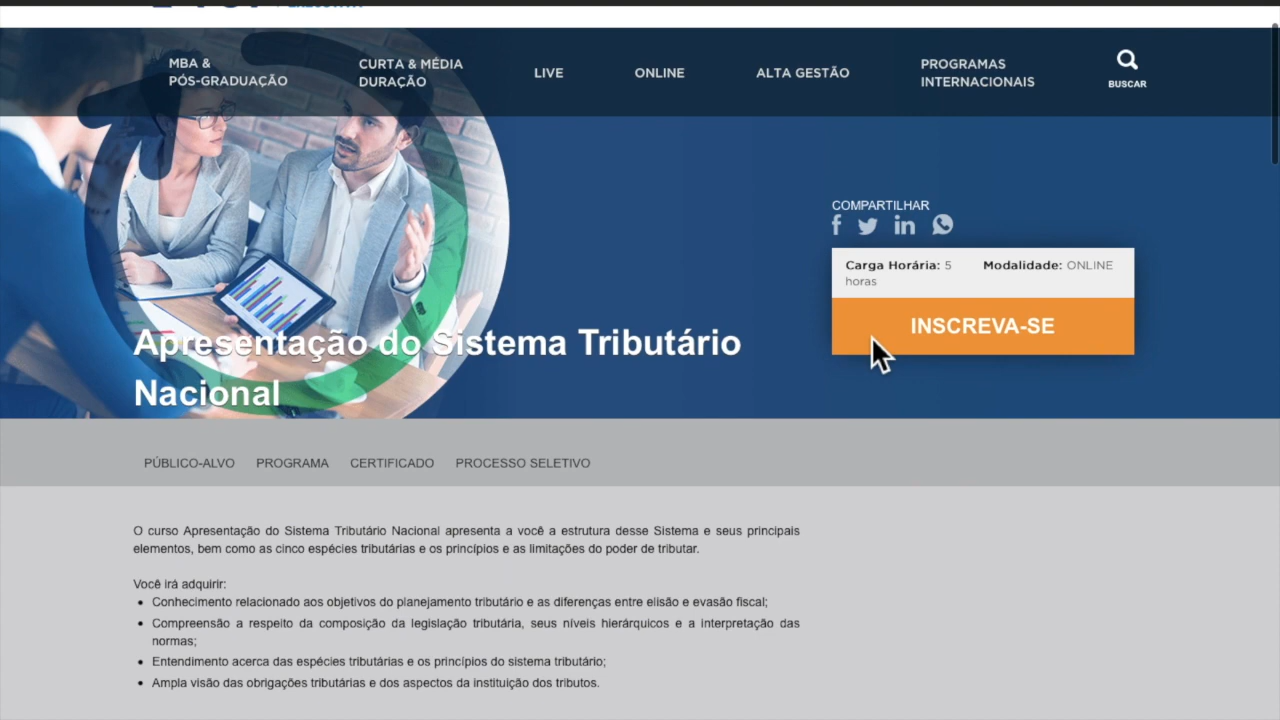 MBA &
PÓS-GRADUAÇÃO
CURTA & MÉDIA
DURAÇÃO
LIVE
ONLINE
ALTA GESTÃO
PROGRAMAS
INTERNACIONAIS
BUSCAR
COMPARTILHAR
Carga Horária: 5
horas
Modalidade: ONLINE
INSCREVA-SE
Apresentação do Sistema Tributário
Nacional
PÚBLICO-ALVO PROGRAMA CERTIFICADO PROCESSO SELETIVO
O curso Apresentação do Sistema Tributário Nacional apresenta a você a estrutura desse Sistema e seus principais
elementos, bem como as cinco espécies tributárias e os princípios e as limitações do poder de tributar.
Você irá adquirir:
• Conhecimento relacionado aos objetivos do planejamento tributário e as diferenças entre elisão e evasão fiscal;
• Compreensão a respeito da composição da legislação tributária, seus níveis hierárquicos e a interpretação das
normas;
• Entendimento acerca das espécies tributárias e os princípios do sistema tributário;
• Ampla visão das obrigações tributárias e dos aspectos da instituição dos tributos.